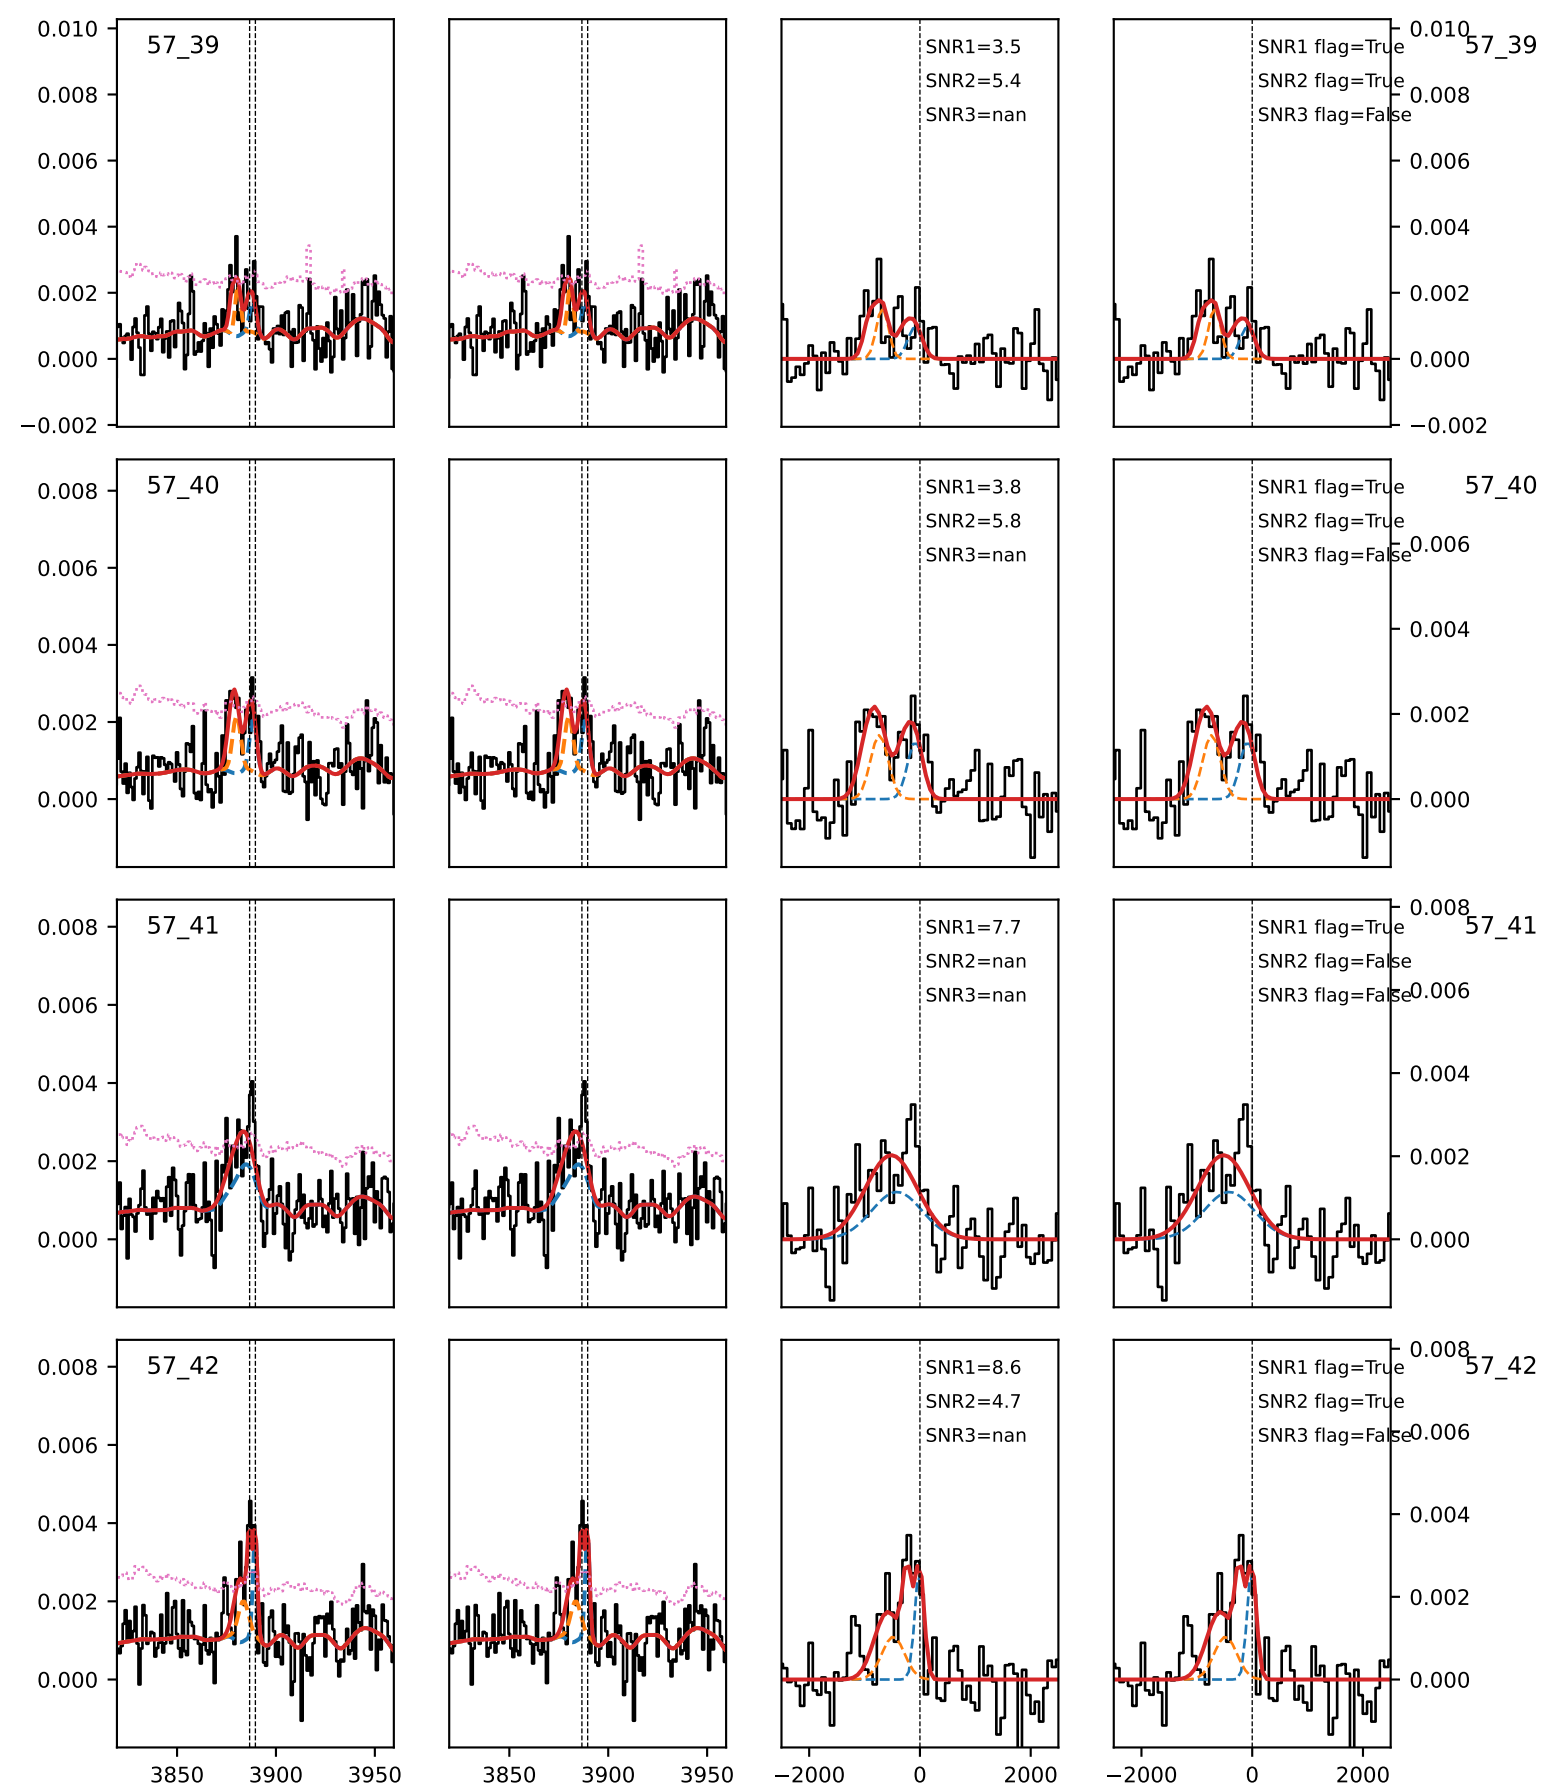 0.010
0.008
0.006
0.004
0.002
0.000
−0.002
57_39
SNR1=3.5
SNR2=5.4
SNR3=nan
SNR1 flag=True
SNR2 flag=True
SNR3 flag=False
0.010
0.008
0.006
0.004
0.002
0.000
−0.002
57_39
0.008
0.006
0.004
0.002
0.000
57_40
SNR1=3.8
SNR2=5.8
SNR3=nan
SNR1 flag=True
SNR2 flag=True
SNR3 flag=False
0.006
0.004
0.002
0.000
57_40
0.008
0.006
0.004
0.002
0.000
57_41
SNR1=7.7
SNR2=nan
SNR3=nan
SNR1 flag=True
SNR2 flag=False
SNR3 flag=False
0.008
0.006
0.004
0.002
0.000
57_41
0.008
0.006
0.004
0.002
0.000
57_42
SNR1=8.6
SNR2=4.7
SNR3=nan
SNR1 flag=True
SNR2 flag=True
SNR3 flag=False
0.008
0.006
0.004
0.002
0.000
57_42
3850 3900 3950
3850 3900 3950
−2000 0 2000
−2000 0 2000